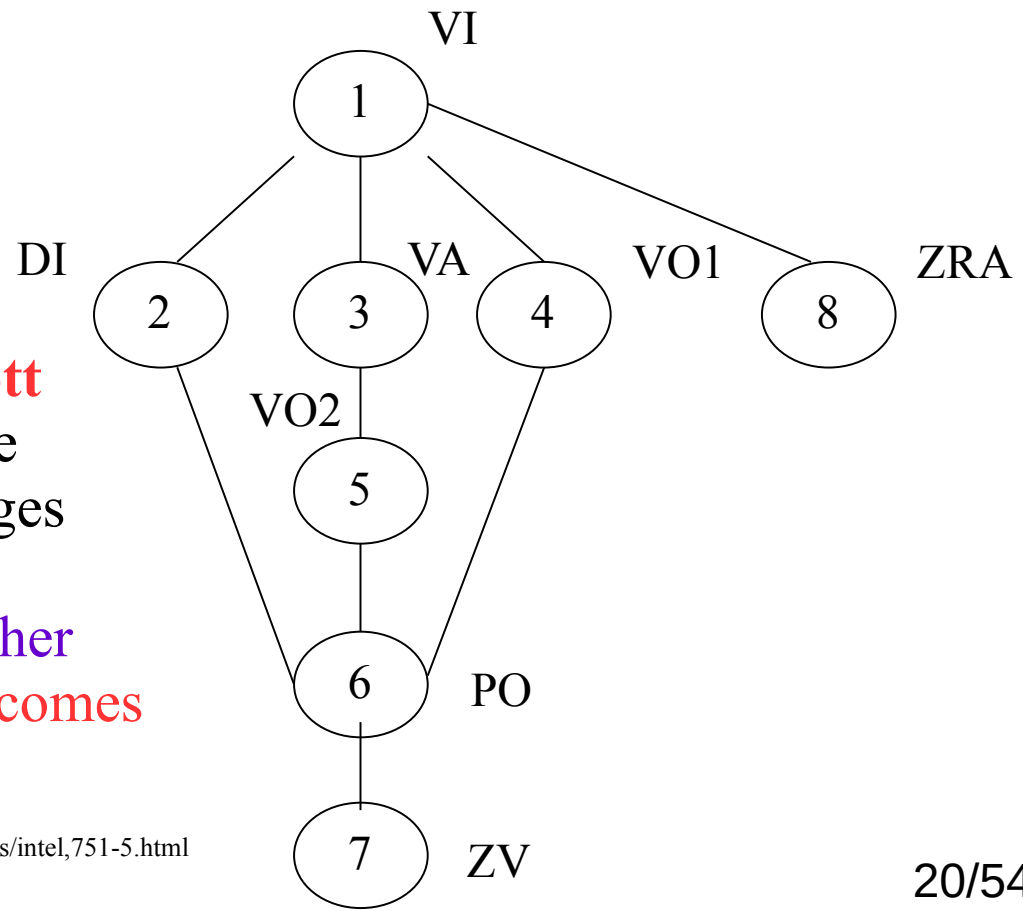 VI
1
DI
VA
VO1
ZRA
2
3
4
8
tt
VO2
e
5
ges
her
6
PO
comes
s/intel,751-5.html
7
ZV
20/54